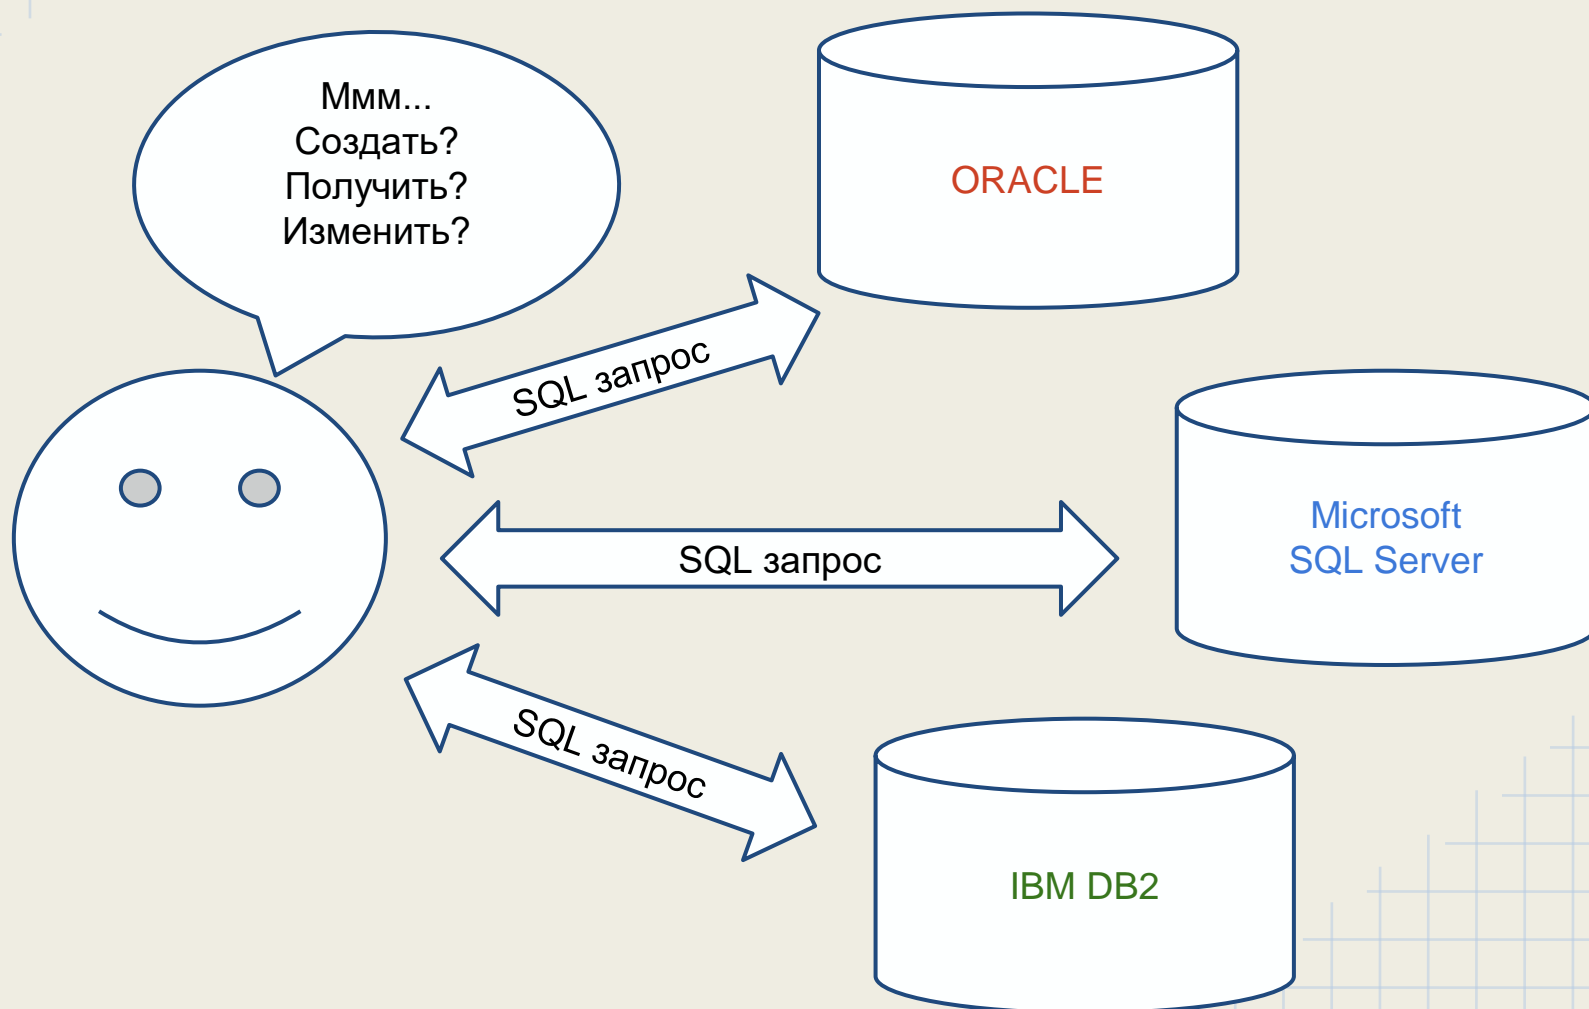 Ммм...
Создать?
Получить?
Изменить?
ORACLE
SQL запрос
SQL запрос
Microsoft
SQL Server
SQL запрос
IBM DB2